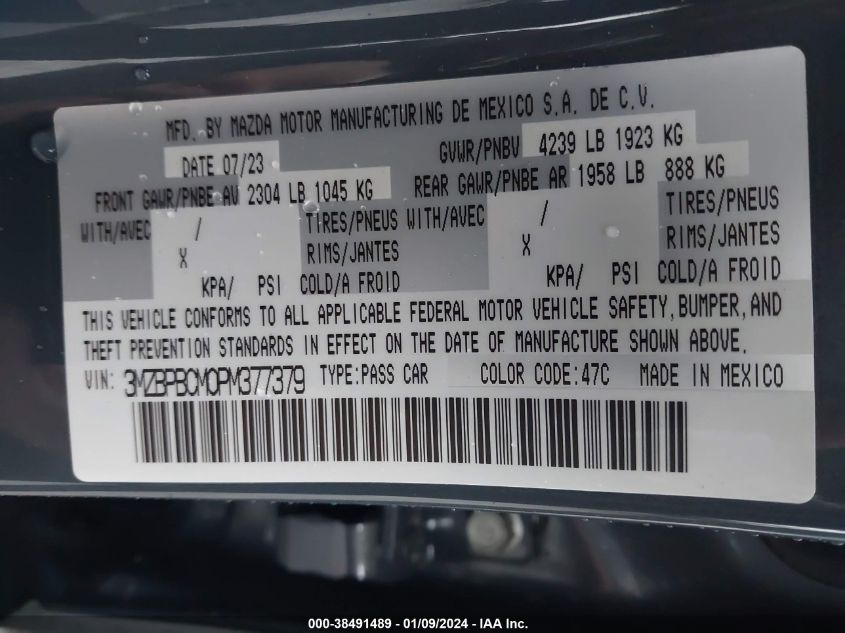 MFD. BY MAZDA MOTOR MANUFACTURING DE MEXICO S.A. DE C.V.
DATE 07/23 GVWR/PNBV 4239 LB 1923 KG
FRONT GAWR/PNBE AV 2304 LB 1045 KG REAR GAWR/PNBE AR 1958 LB 888 KG
WITH/AVEC / TIRES/PNEUS WITH/AVEC / TIRES/PNEUS
X RIMS/JANTES X RIMS/JANTES
KPA/ PSI COLD/A FROID KPA/ PSI COLD/A FROID
THIS VEHICLE CONFORMS TO ALL APPLICABLE FEDERAL MOTOR VEHICLE SAFETY, BUMPER, AND
THEFT PREVENTION STANDARDS IN EFFECT ON THE DATE OF MANUFACTURE SHOWN ABOVE.
VIN: 3MZBPBCM0PM377379 TYPE:PASS CAR COLOR CODE:47C MADE IN MEXICO
000-38491489 - 01/09/2024 - IAA Inc.